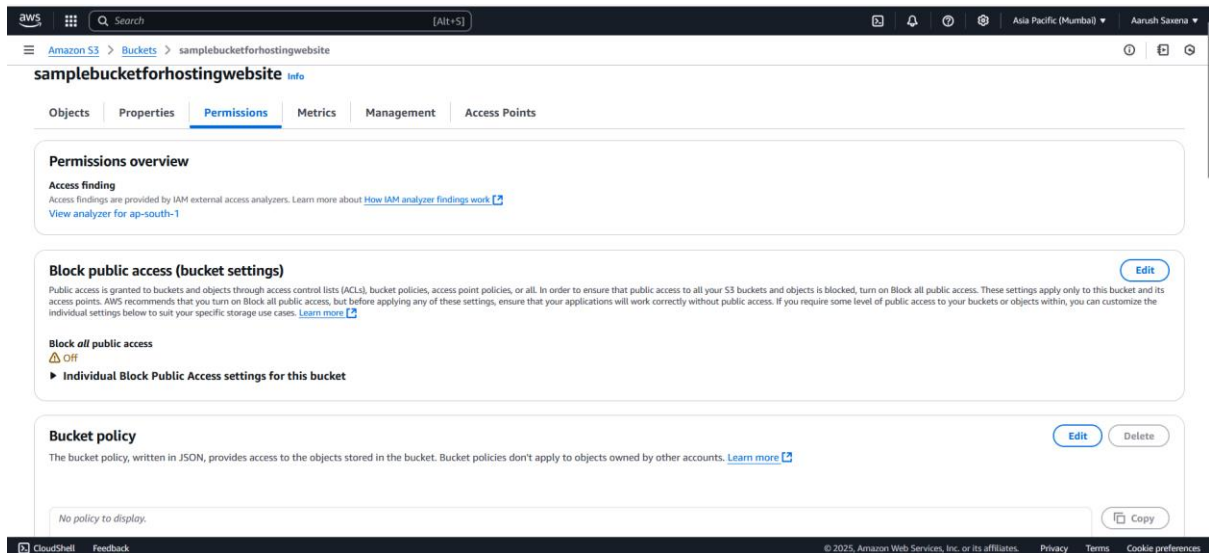 aws
Search [Alt+S]
Asia Pacific (Mumbai) ▼ Aarush Saxena ▼
Amazon S3 > Buckets > samplebucketforhostingwebsite
samplebucketforhostingwebsite Info
Objects Properties Permissions Metrics Management Access Points
Permissions overview
Access finding
Access findings are provided by IAM external access analyzers. Learn more about How IAM analyzer findings work
View analyzer for ap-south-1
Block public access (bucket settings) Edit
Public access is granted to buckets and objects through access control lists (ACLs), bucket policies, access point policies, or all. In order to ensure that public access to all your S3 buckets and objects is blocked, turn on Block all public access. These settings apply only to this bucket and its
access points. AWS recommends that you turn on Block all public access, but before applying any of these settings, ensure that your applications will work correctly without public access. If you require some level of public access to your buckets or objects within, you can customize the
individual settings below to suit your specific storage use cases. Learn more
Block all public access
Off
▶ Individual Block Public Access settings for this bucket
Bucket policy Edit Delete
The bucket policy, written in JSON, provides access to the objects stored in the bucket. Bucket policies don't apply to objects owned by other accounts. Learn more
No policy to display. Copy
CloudShell Feedback © 2025, Amazon Web Services, Inc. or its affiliates. Privacy Terms Cookie preferences